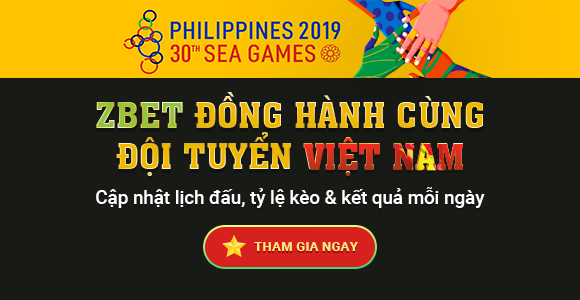 PHILIPPINES 2019
30TH SEA GAMES
ZBET ĐỒNG HÀNH CÙNG
ĐỘI TUYỂN VIỆT NAM
Cập nhật lịch đấu, tỷ lệ kèo & kết quả mỗi ngày
THAM GIA NGAY